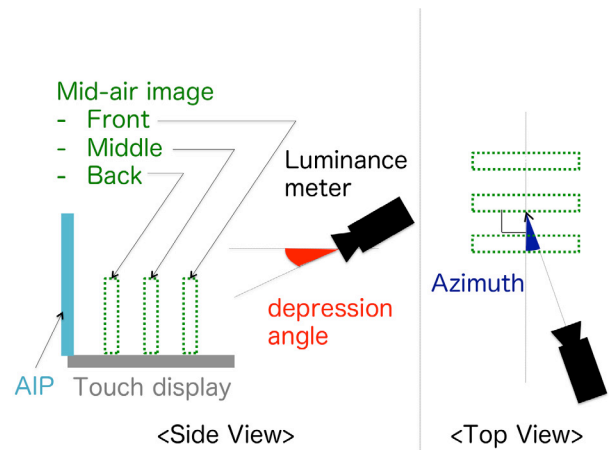 Mid-air image
- Front
- Middle
- Back
Luminance
meter
depression
angle
AIP
Touch display
<Side View>
Azimuth
<Top View>